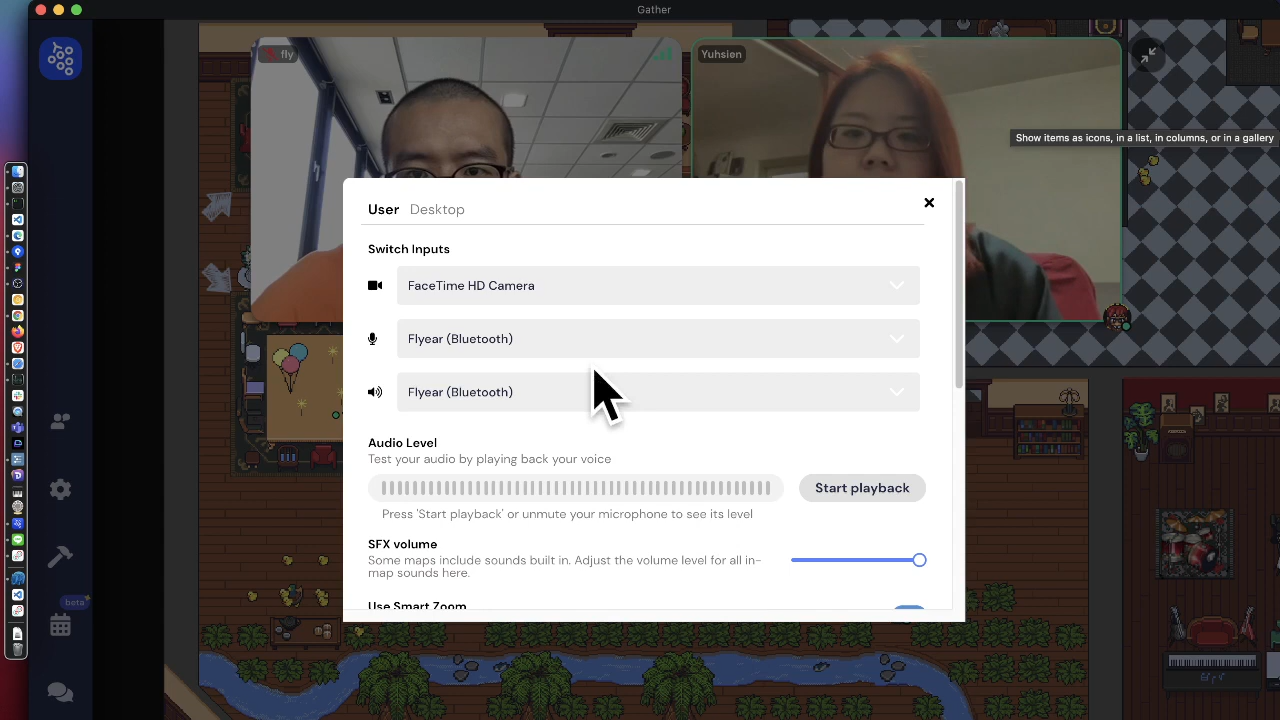 Gather
fly
Yuhsien
Show items as icons, in a list, in columns, or in a gallery
User Desktop
Switch Inputs
FaceTime HD Camera
Flyear (Bluetooth)
Flyear (Bluetooth)
Audio Level
Test your audio by playing back your voice
Start playback
Press 'Start playback' or unmute your microphone to see its level
SFX volume
Some maps include sounds built in. Adjust the volume level for all in-
map sounds here.
Use Smart Zoom
beta